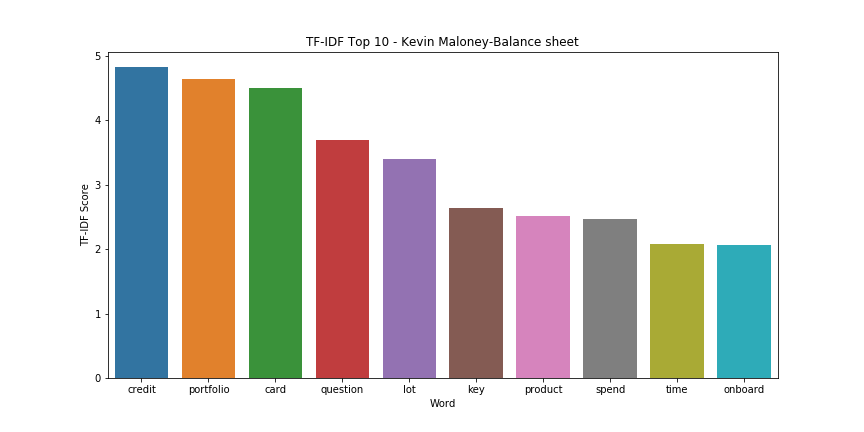 TF-IDF Top 10 - Kevin Maloney-Balance sheet
TF-IDF Score
5
4
3
2
1
0
credit portfolio card question lot key product spend time onboard
Word